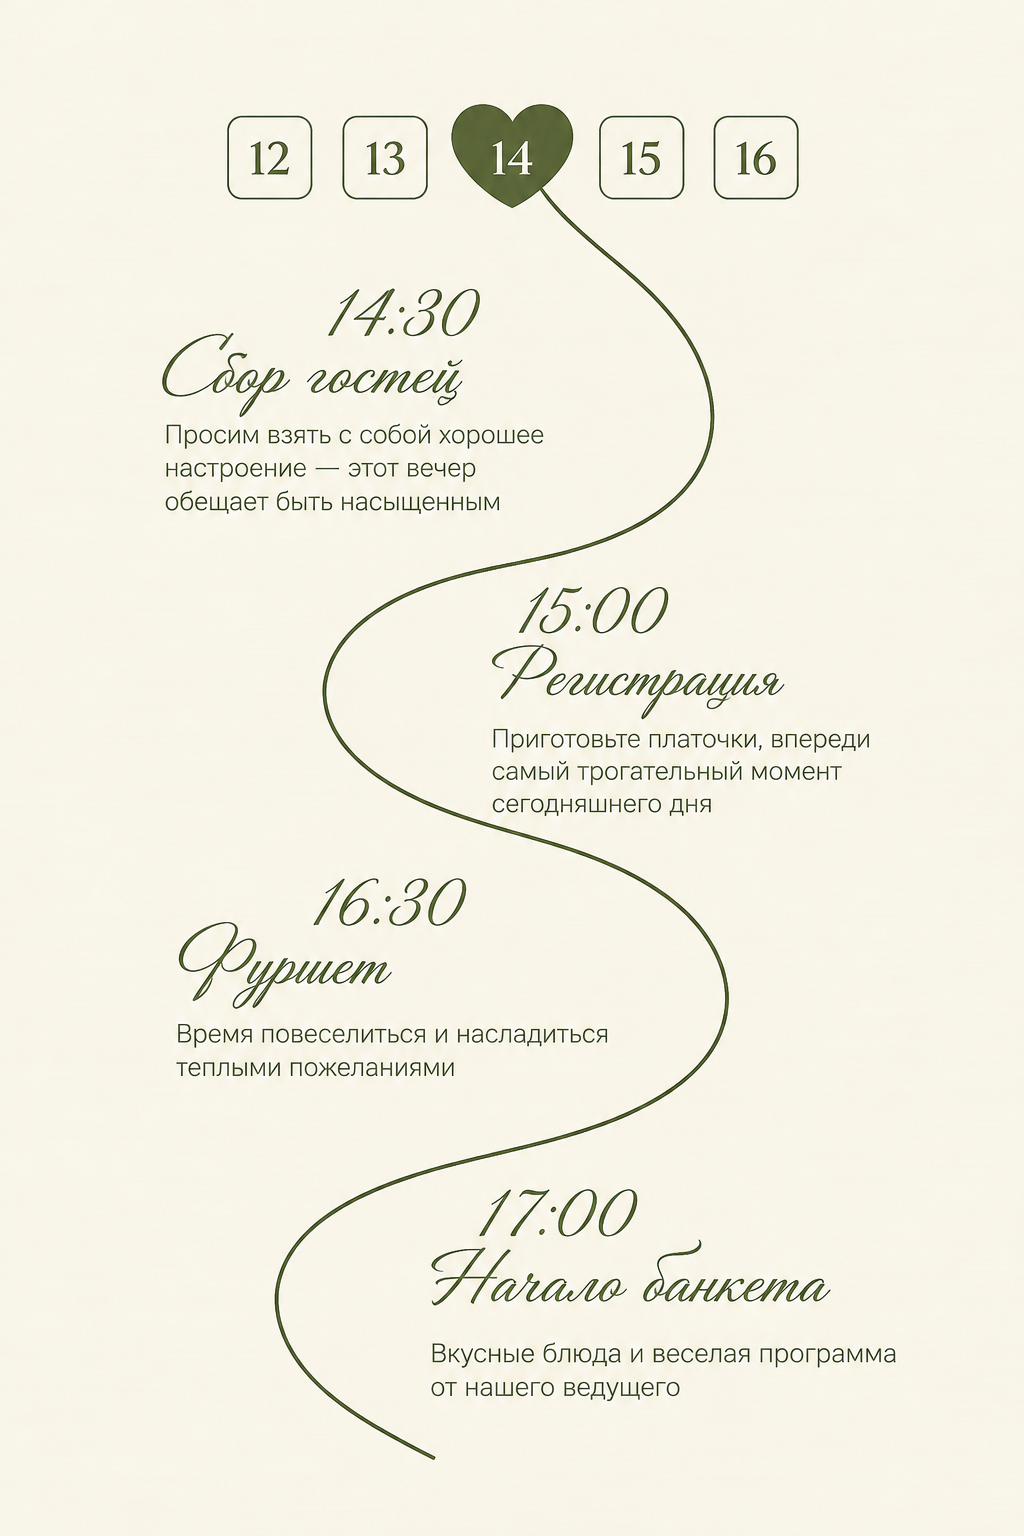 12 13 14 15 16
14:30
Сбор гостей
Просим взять с собой хорошее
настроение — этот вечер
обещает быть насыщенным
15:00
Регистрация
Приготовьте платочки, впереди
самый трогательный момент
сегодняшнего дня
16:30
Фуршет
Время повеселиться и насладиться
теплыми пожеланиями
17:00
Начало банкета
Вкусные блюда и веселая программа
от нашего ведущего